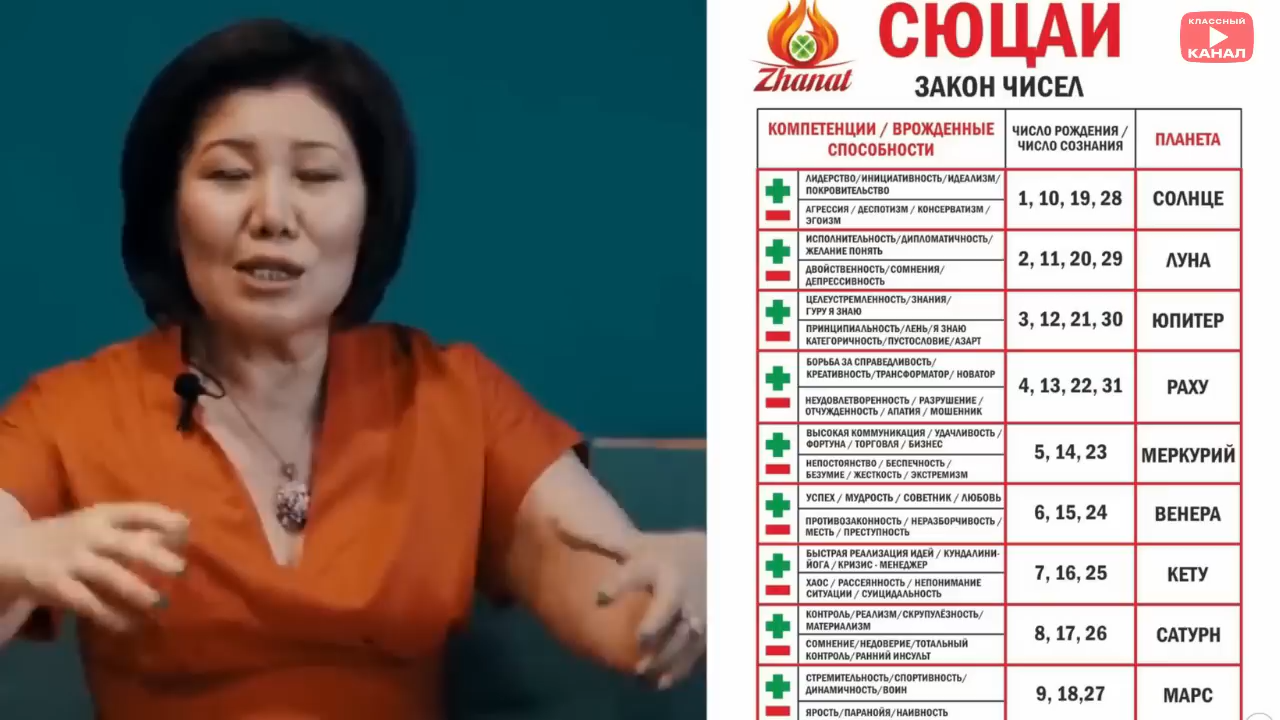 Zhanat
СЮЦАЙ
ЗАКОН ЧИСЕЛ
КЛАССНЫЙ
КАНАЛ
КОМПЕТЕНЦИИ / ВРОЖДЕННЫЕ
СПОСОБНОСТИ
ЧИСЛО РОЖДЕНИЯ /
ЧИСЛО СОЗНАНИЯ
ПЛАНЕТА
ЛИДЕРСТВО/ИНИЦИАТИВНОСТЬ/ИДЕАЛИЗМ/
ПОКРОВИТЕЛЬСТВО
АГРЕССИЯ / ДЕСПОТИЗМ / КОНСЕРВАТИЗМ /
ЭГОИЗМ
1, 10, 19, 28
СОЛНЦЕ
ИСПОЛНИТЕЛЬНОСТЬ/ДИПЛОМАТИЧНОСТЬ/
ЖЕЛАНИЕ ПОНЯТЬ
ДВОЙСТВЕННОСТЬ/СОМНЕНИЯ/
ДЕПРЕССИВНОСТЬ
2, 11, 20, 29
ЛУНА
ЦЕЛЕУСТРЕМЛЕННОСТЬ/ЗНАНИЯ/
ГУРУ Я ЗНАЮ
ПРИНЦИПИАЛЬНОСТЬ/ЛЕНЬ/Я ЗНАЮ
КАТЕГОРИЧНОСТЬ/ПУСТОСЛОВИЕ/АЗАРТ
3, 12, 21, 30
ЮПИТЕР
БОРЬБА ЗА СПРАВЕДЛИВОСТЬ/
КРЕАТИВНОСТЬ/ТРАНСФОРМАТОР/ НОВАТОР
НЕУДОВЛЕТВОРЕННОСТЬ / РАЗРУШЕНИЕ /
ОТЧУЖДЕННОСТЬ / АПАТИЯ / МОШЕННИК
4, 13, 22, 31
РАХУ
ВЫСОКАЯ КОММУНИКАЦИЯ / УДАЧЛИВОСТЬ /
ФОРТУНА / ТОРГОВЛЯ / БИЗНЕС
НЕПОСТОЯНСТВО / БЕСПЕЧНОСТЬ /
БЕЗУМИЕ / ЖЕСТКОСТЬ / ЭКСТРЕМИЗМ
5, 14, 23
МЕРКУРИЙ
УСПЕХ / МУДРОСТЬ / СОВЕТНИК / ЛЮБОВЬ
ПРОТИВОЗАКОННОСТЬ / НЕРАЗБОРЧИВОСТЬ /
МЕСТЬ / ПРЕСТУПНОСТЬ
6, 15, 24
ВЕНЕРА
БЫСТРАЯ РЕАЛИЗАЦИЯ ИДЕЙ / КУНДАЛИНИ-
ЙОГА / КРИЗИС - МЕНЕДЖЕР
ХАОС / РАССЕЯННОСТЬ / НЕПОНИМАНИЕ
СИТУАЦИИ / СУИЦИДАЛЬНОСТЬ
7, 16, 25
КЕТУ
КОНТРОЛЬ/РЕАЛИЗМ/СКРУПУЛЁЗНОСТЬ/
МАТЕРИАЛИЗМ
СОМНЕНИЕ/НЕДОВЕРИЕ/ТОТАЛЬНЫЙ
КОНТРОЛЬ/РАННИЙ ИНСУЛЬТ
8, 17, 26
САТУРН
СТРЕМИТЕЛЬНОСТЬ/СПОРТИВНОСТЬ/
ДИНАМИЧНОСТЬ/ВОИН
ЯРОСТЬ/ПАРАНОЙЯ/НАИВНОСТЬ
9, 18,27
МАРС